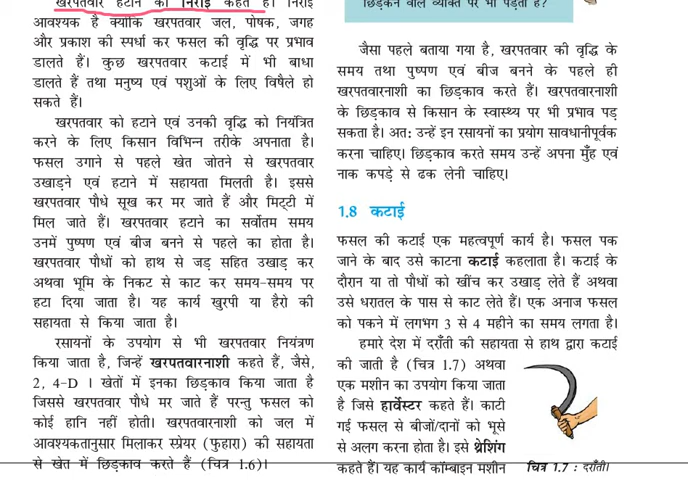 खरपतवार हटाने को निराई कहते हैं। निराई
आवश्यक है क्योंकि खरपतवार जल, पोषक, जगह
और प्रकाश की स्पर्धा कर फसल की वृद्धि पर प्रभाव
डालते हैं। कुछ खरपतवार कटाई में भी बाधा
डालते हैं तथा मनुष्य एवं पशुओं के लिए विषैले हो
सकते हैं।
खरपतवार को हटाने एवं उनकी वृद्धि को नियंत्रित
करने के लिए किसान विभिन्न तरीके अपनाता है।
फसल उगाने से पहले खेत जोतने से खरपतवार
उखाड़ने एवं हटाने में सहायता मिलती है। इससे
खरपतवार पौधे सूख कर मर जाते हैं और मिट्टी में
मिल जाते हैं। खरपतवार हटाने का सर्वोतम समय
उनमें पुष्पण एवं बीज बनने से पहले का होता है।
खरपतवार पौधों को हाथ से जड़ सहित उखाड़ कर
अथवा भूमि के निकट से काट कर समय-समय पर
हटा दिया जाता है। यह कार्य खुरपी या हैरो की
सहायता से किया जाता है।
रसायनों के उपयोग से भी खरपतवार नियंत्रण
किया जाता है, जिन्हें खरपतवारनाशी कहते हैं, जैसे,
2, 4-D । खेतों में इनका छिड़काव किया जाता है
जिससे खरपतवार पौधे मर जाते हैं परन्तु फसल को
कोई हानि नहीं होती। खरपतवारनाशी को जल में
आवश्यकतानुसार मिलाकर स्प्रेयर (फुहारा) की सहायता
से खेत में छिड़काव करते हैं (चित्र 1.6)।
छिड़कने वाले व्यक्ति पर भी पड़ता है?
जैसा पहले बताया गया है, खरपतवार की वृद्धि के
समय तथा पुष्पण एवं बीज बनने के पहले ही
खरपतवारनाशी का छिड़काव करते हैं। खरपतवारनाशी
के छिड़काव से किसान के स्वास्थ्य पर भी प्रभाव पड़
सकता है। अत: उन्हें इन रसायनों का प्रयोग सावधानीपूर्वक
करना चाहिए। छिड़काव करते समय उन्हें अपना मुँह एवं
नाक कपड़े से ढक लेनी चाहिए।
1.8 कटाई
फसल की कटाई एक महत्वपूर्ण कार्य है। फसल पक
जाने के बाद उसे काटना कटाई कहलाता है। कटाई के
दौरान या तो पौधों को खींच कर उखाड़ लेते हैं अथवा
उसे धरातल के पास से काट लेते हैं। एक अनाज फसल
को पकने में लगभग 3 से 4 महीने का समय लगता है।
हमारे देश में दराँती की सहायता से हाथ द्वारा कटाई
की जाती है (चित्र 1.7) अथवा
एक मशीन का उपयोग किया जाता
है जिसे हार्वेस्टर कहते हैं। काटी
गई फसल से बीजों/दानों को भूसे
से अलग करना होता है। इसे थ्रेशिंग
कहते हैं। यह कार्य कॉम्बाइन मशीन
चित्र 1.7 : दराँती।